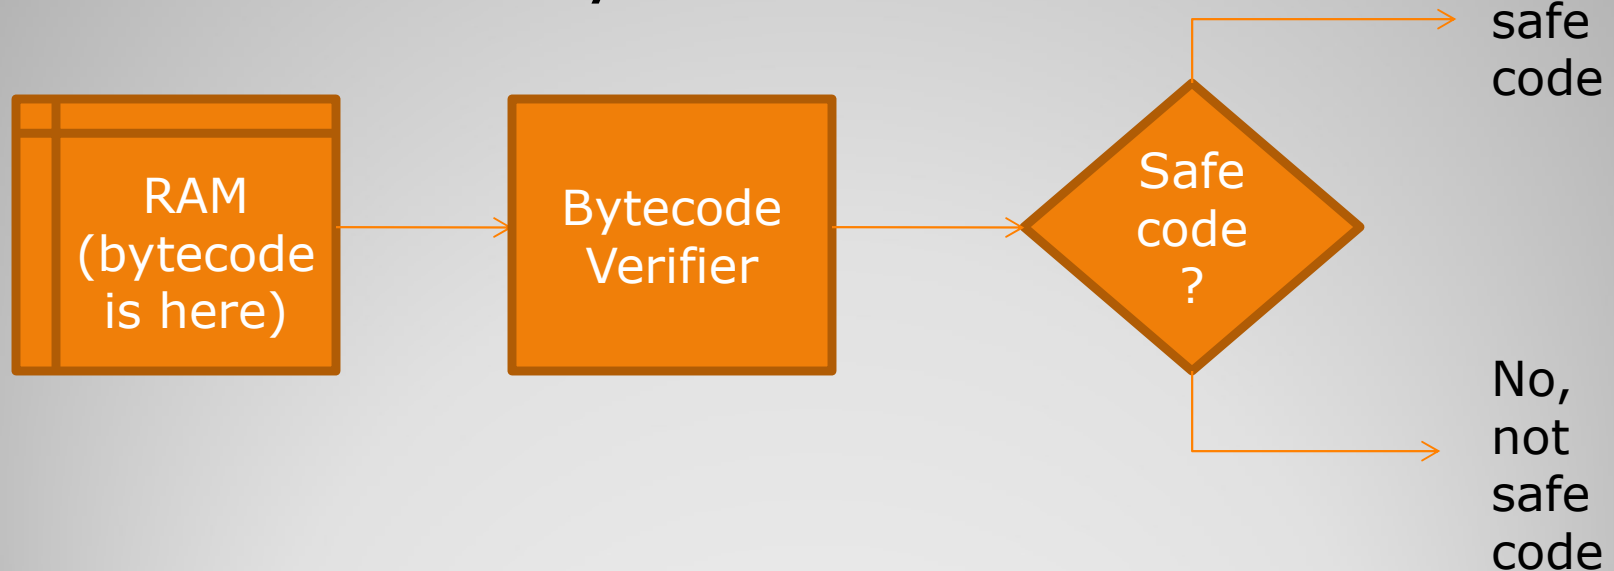 safe
code
RAM
(bytecode
is here)
Bytecode
Verifier
Safe
code
?
No,
not
safe
code